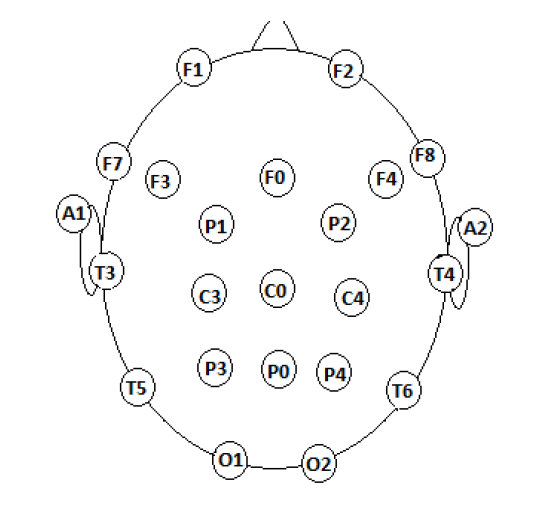 F1 F2
F7 F8
F3 F0 F4
A1 P1 P2 A2
T3 T4
C3 C0 C4
P3 P0 P4
T5 T6
O1 O2